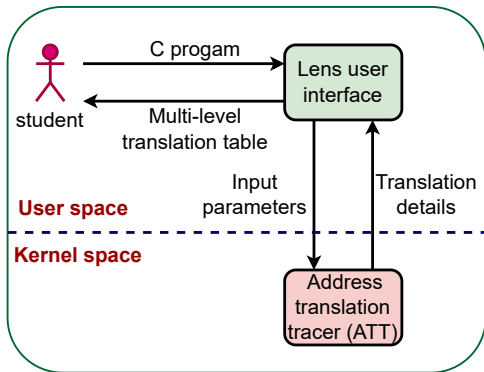 C progam
Lens user
interface
student
Multi-level
translation table
Input
parameters
Translation
details
User space
Kernel space
Address
translation
tracer (ATT)